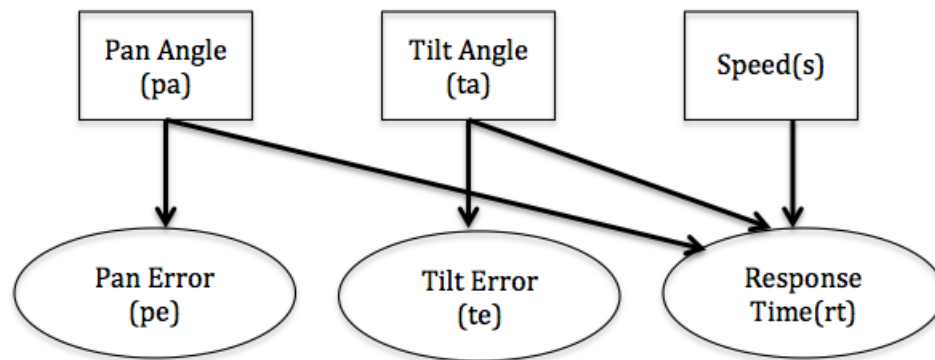 Pan Angle
(pa)
Tilt Angle
(ta)
Speed(s)
Pan Error
(pe)
Tilt Error
(te)
Response
Time(rt)